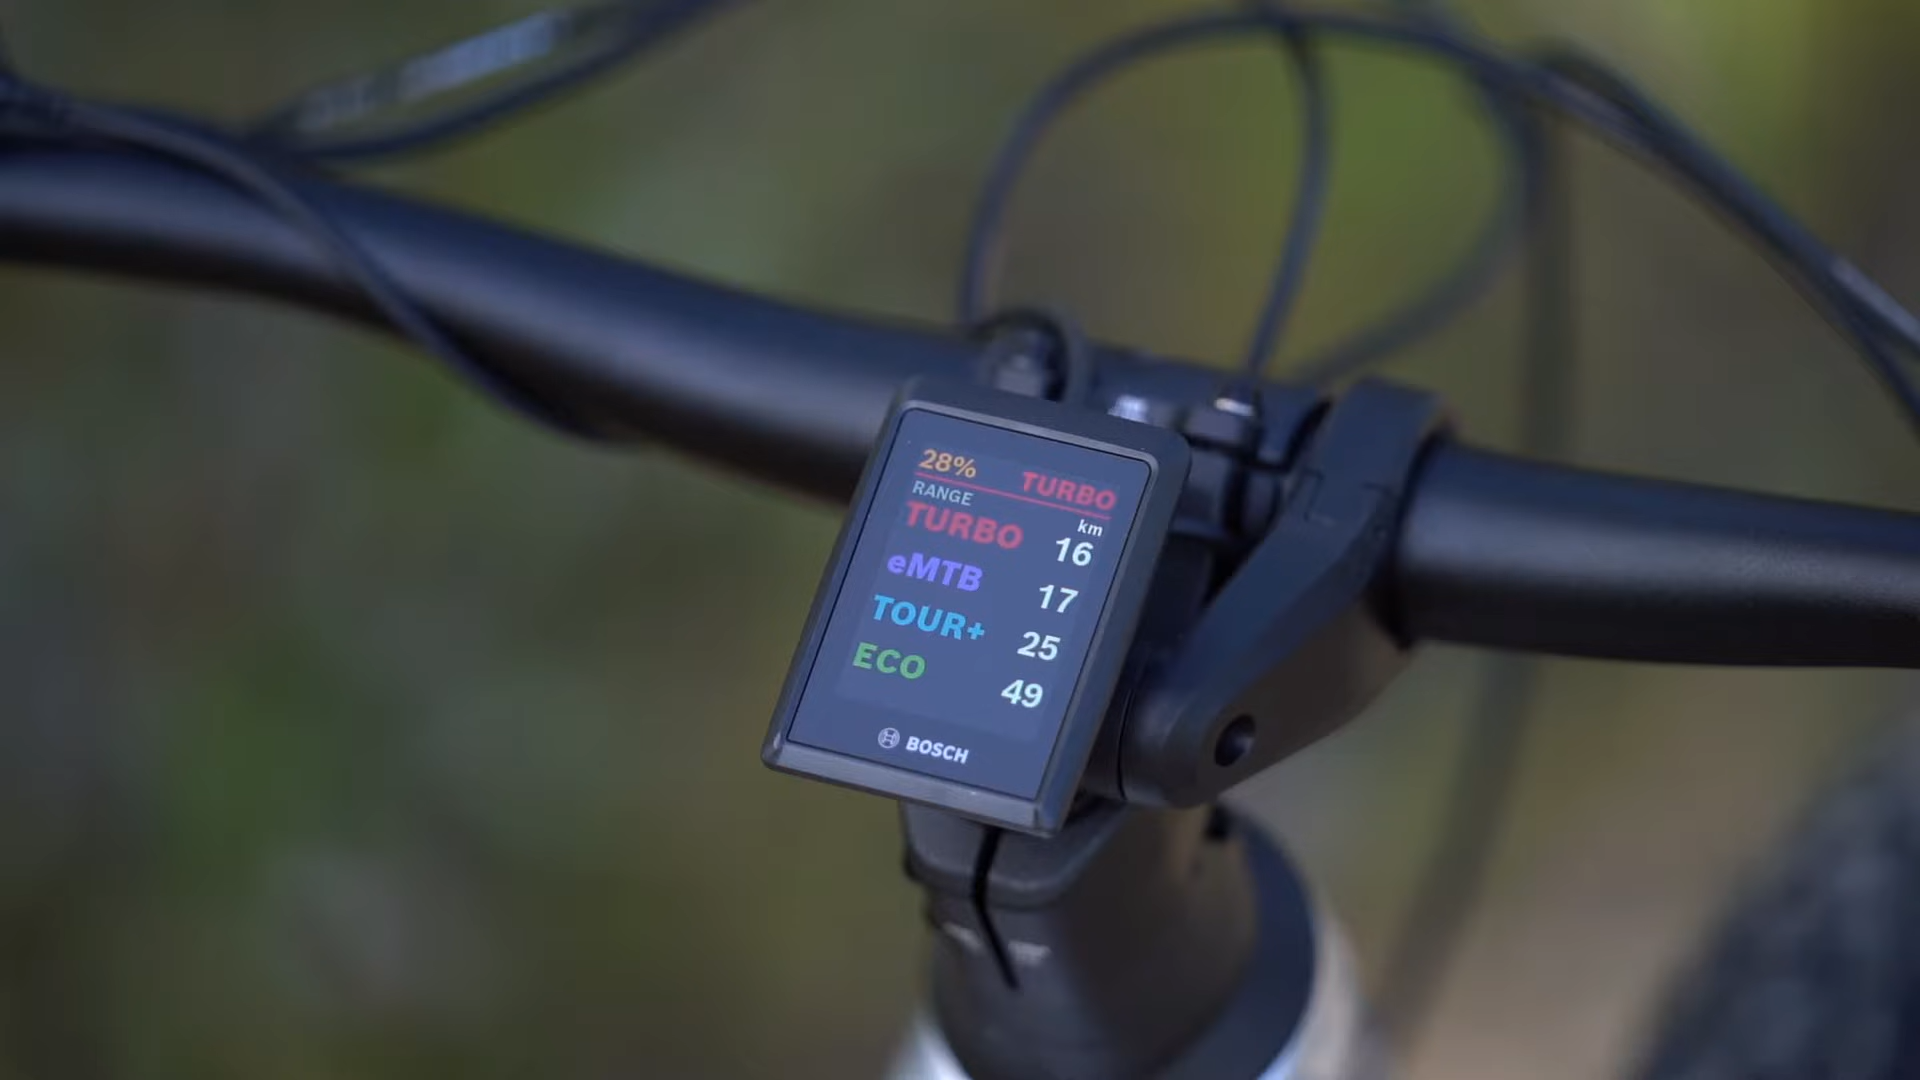 28% TURBO
RANGE km
TURBO 16
eMTB 17
TOUR+ 25
ECO 49
BOSCH